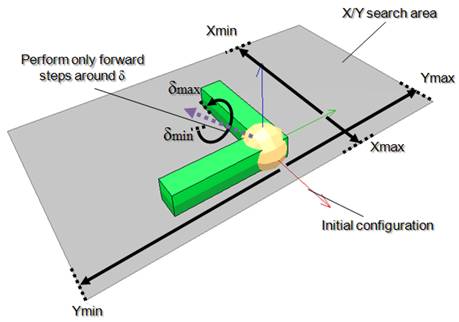 X/Y search area
Xmin
Perform only forward
steps around δ
δmax
Ymax
δmin
Xmax
Initial configuration
Ymin